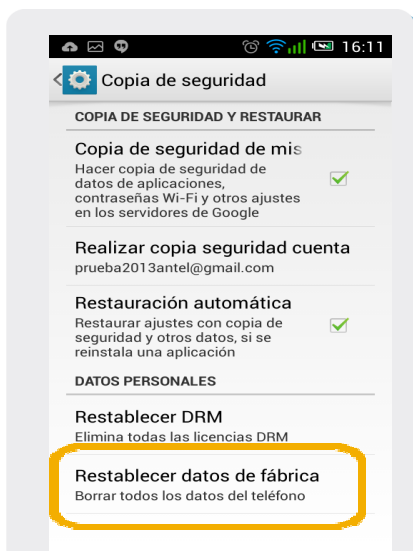 16:11
Copia de seguridad
COPIA DE SEGURIDAD Y RESTAURAR
Copia de seguridad de mis
Hacer copia de seguridad de
datos de aplicaciones,
contraseñas Wi-Fi y otros ajustes
en los servidores de Google
Realizar copia seguridad cuenta
prueba2013antel@gmail.com
Restauración automática
Restaurar ajustes con copia de
seguridad y otros datos, si se
reinstala una aplicación
DATOS PERSONALES
Restablecer DRM
Elimina todas las licencias DRM
Restablecer datos de fábrica
Borrar todos los datos del teléfono